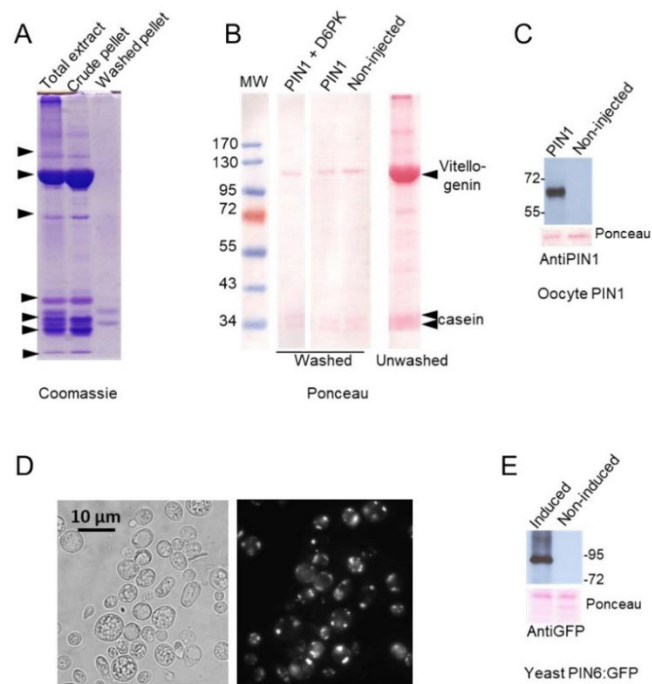 A
Total extract
Crude pellet
Washed pellet
Coomassie
B
MW
PIN1 + D6PK
PIN1
Non-injected
170
130
95
72
55
43
34
Vitello-
genin
casein
Washed
Unwashed
Ponceau
C
PIN1
Non-injected
72-
55-
Ponceau
AntiPIN1
Oocyte PIN1
D
10 µm
E
Induced
Non-induced
-95
-72
Ponceau
AntiGFP
Yeast PIN6:GFP